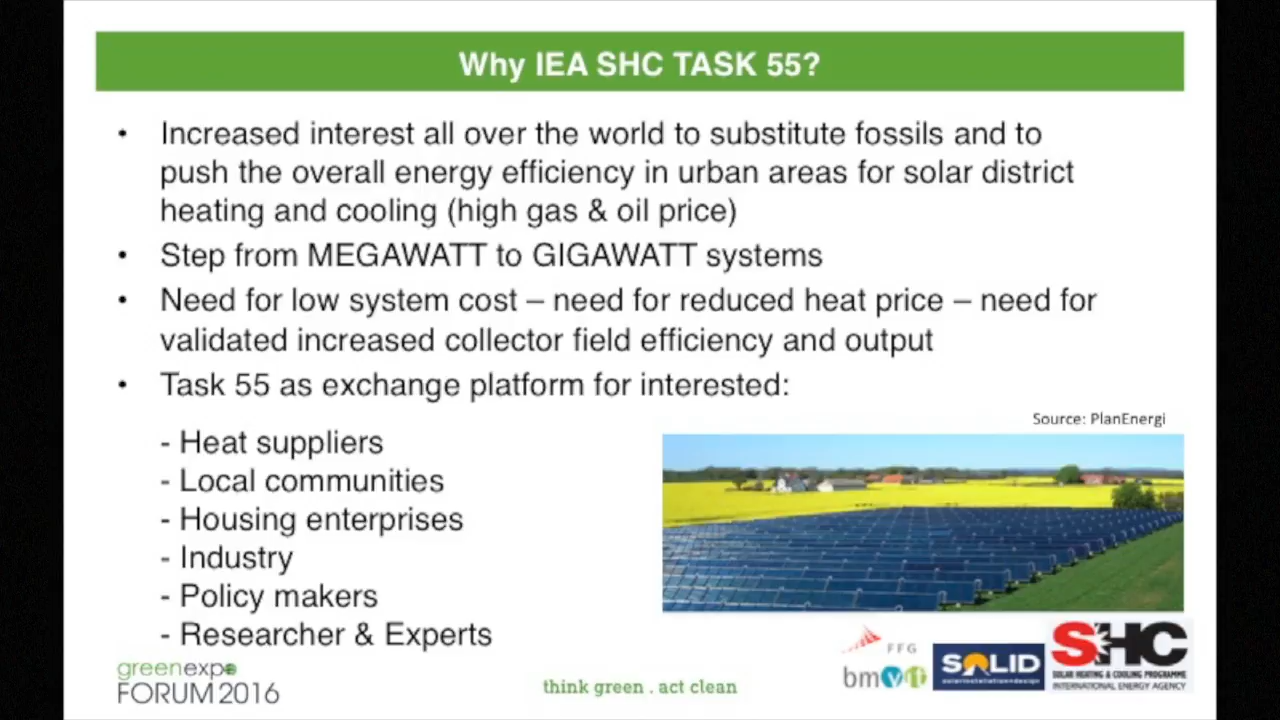 Why IEA SHC TASK 55?
• Increased interest all over the world to substitute fossils and to
push the overall energy efficiency in urban areas for solar district
heating and cooling (high gas & oil price)
• Step from MEGAWATT to GIGAWATT systems
• Need for low system cost – need for reduced heat price – need for
validated increased collector field efficiency and output
• Task 55 as exchange platform for interested:
Source: PlanEnergi
- Heat suppliers
- Local communities
- Housing enterprises
- Industry
- Policy makers
- Researcher & Experts
greenexpo
FORUM 2016
think green . act clean
FFG
bmvit
SOLID
solarinstallation+design
SHC
SOLAR HEATING & COOLING PROGRAMME
INTERNATIONAL ENERGY AGENCY